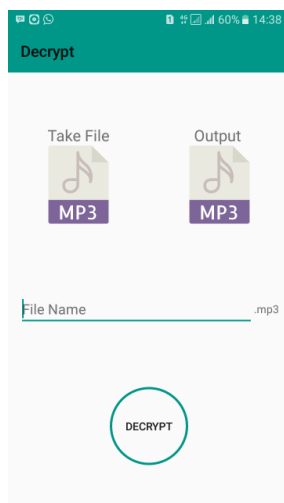 60% 14:38
Decrypt
Take File Output
MP3 MP3
File Name .mp3
DECRYPT